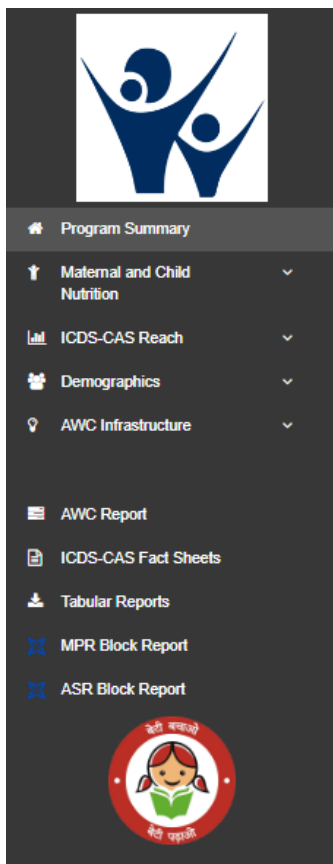 Program Summary
Maternal and Child
Nutrition
ICDS-CAS Reach
Demographics
AWC Infrastructure
AWC Report
ICDS-CAS Fact Sheets
Tabular Reports
MPR Block Report
ASR Block Report
बेटी बचाओ
बेटी पढ़ाओ